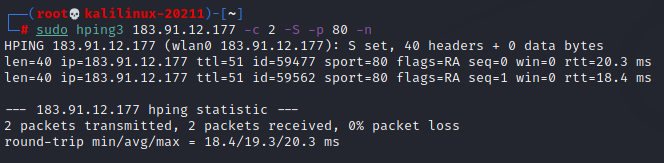 ┌──(root💀kalilinux-20211)-[~]
└─# sudo hping3 183.91.12.177 -c 2 -S -p 80 -n
HPING 183.91.12.177 (wlan0 183.91.12.177): S set, 40 headers + 0 data bytes
len=40 ip=183.91.12.177 ttl=51 id=59477 sport=80 flags=RA seq=0 win=0 rtt=20.3 ms
len=40 ip=183.91.12.177 ttl=51 id=59562 sport=80 flags=RA seq=1 win=0 rtt=18.4 ms
--- 183.91.12.177 hping statistic ---
2 packets transmitted, 2 packets received, 0% packet loss
round-trip min/avg/max = 18.4/19.3/20.3 ms